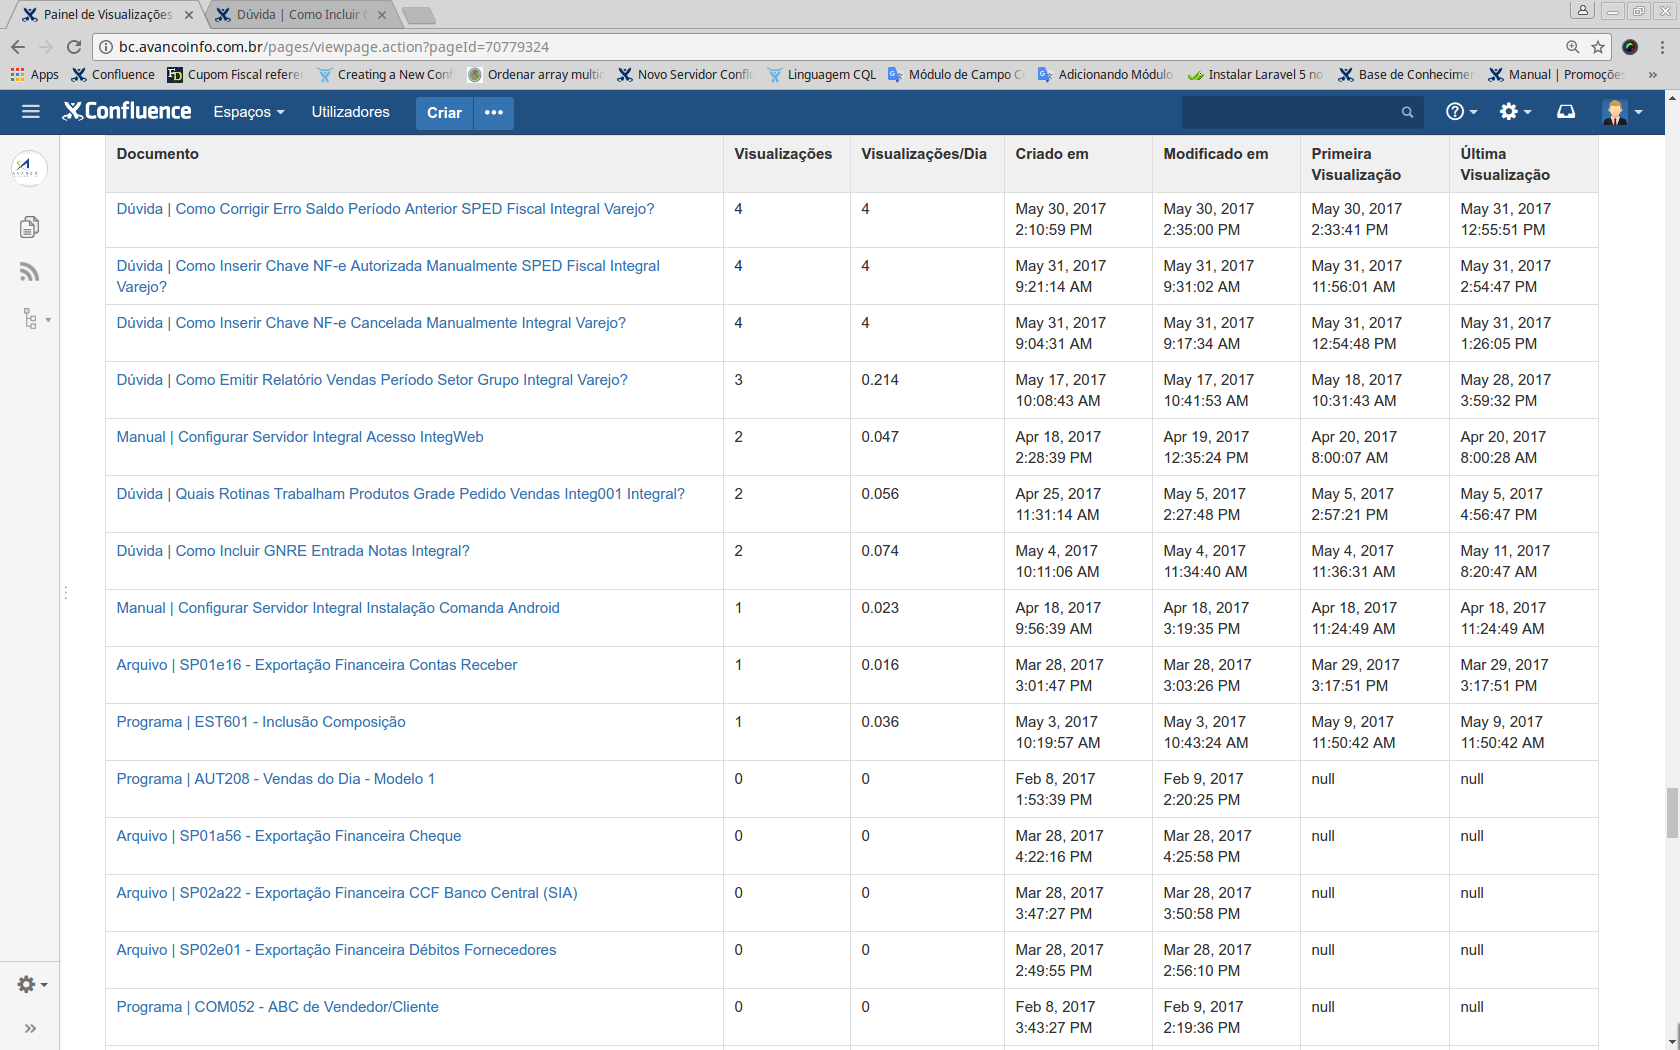 Painel de Visualizações
Dúvida | Como Incluir
bc.avancoinfo.com.br/pages/viewpage.action?pageId=70779324
Apps Confluence Cupom Fiscal referen Creating a New Conf Ordenar array multi Novo Servidor Conflu Linguagem CQL Módulo de Campo C Adicionando Módulo Instalar Laravel 5 no Base de Conhecimen Manual | Promoções »
Confluence Espaços Utilizadores Criar •••
Documento Visualizações Visualizações/Dia Criado em Modificado em Primeira Visualização Última Visualização
Dúvida | Como Corrigir Erro Saldo Período Anterior SPED Fiscal Integral Varejo? 4 4 May 30, 2017 May 30, 2017 May 30, 2017 May 31, 2017
2:10:59 PM 2:35:00 PM 2:33:41 PM 12:55:51 PM
Dúvida | Como Inserir Chave NF-e Autorizada Manualmente SPED Fiscal Integral 4 4 May 31, 2017 May 31, 2017 May 31, 2017 May 31, 2017
Varejo? 9:21:14 AM 9:31:02 AM 11:56:01 AM 2:54:47 PM
Dúvida | Como Inserir Chave NF-e Cancelada Manualmente Integral Varejo? 4 4 May 31, 2017 May 31, 2017 May 31, 2017 May 31, 2017
9:04:31 AM 9:17:34 AM 12:54:48 PM 1:26:05 PM
Dúvida | Como Emitir Relatório Vendas Período Setor Grupo Integral Varejo? 3 0.214 May 17, 2017 May 17, 2017 May 18, 2017 May 28, 2017
10:08:43 AM 10:41:53 AM 10:31:43 AM 3:59:32 PM
Manual | Configurar Servidor Integral Acesso IntegWeb 2 0.047 Apr 18, 2017 Apr 19, 2017 Apr 20, 2017 Apr 20, 2017
2:28:39 PM 12:35:24 PM 8:00:07 AM 8:00:28 AM
Dúvida | Quais Rotinas Trabalham Produtos Grade Pedido Vendas Integ001 Integral? 2 0.056 Apr 25, 2017 May 5, 2017 May 5, 2017 May 5, 2017
11:31:14 AM 2:27:48 PM 2:57:21 PM 4:56:47 PM
Dúvida | Como Incluir GNRE Entrada Notas Integral? 2 0.074 May 4, 2017 May 4, 2017 May 4, 2017 May 11, 2017
10:11:06 AM 11:34:40 AM 11:36:31 AM 8:20:47 AM
Manual | Configurar Servidor Integral Instalação Comanda Android 1 0.023 Apr 18, 2017 Apr 18, 2017 Apr 18, 2017 Apr 18, 2017
9:56:39 AM 3:19:35 PM 11:24:49 AM 11:24:49 AM
Arquivo | SP01e16 - Exportação Financeira Contas Receber 1 0.016 Mar 28, 2017 Mar 28, 2017 Mar 29, 2017 Mar 29, 2017
3:01:47 PM 3:03:26 PM 3:17:51 PM 3:17:51 PM
Programa | EST601 - Inclusão Composição 1 0.036 May 3, 2017 May 3, 2017 May 9, 2017 May 9, 2017
10:19:57 AM 10:43:24 AM 11:50:42 AM 11:50:42 AM
Programa | AUT208 - Vendas do Dia - Modelo 1 0 0 Feb 8, 2017 Feb 9, 2017 null null
1:53:39 PM 2:20:25 PM
Arquivo | SP01a56 - Exportação Financeira Cheque 0 0 Mar 28, 2017 Mar 28, 2017 null null
4:22:16 PM 4:25:58 PM
Arquivo | SP02a22 - Exportação Financeira CCF Banco Central (SIA) 0 0 Mar 28, 2017 Mar 28, 2017 null null
3:47:27 PM 3:50:58 PM
Arquivo | SP02e01 - Exportação Financeira Débitos Fornecedores 0 0 Mar 28, 2017 Mar 28, 2017 null null
2:49:55 PM 2:56:10 PM
Programa | COM052 - ABC de Vendedor/Cliente 0 0 Feb 8, 2017 Feb 9, 2017 null null
3:43:27 PM 2:19:36 PM